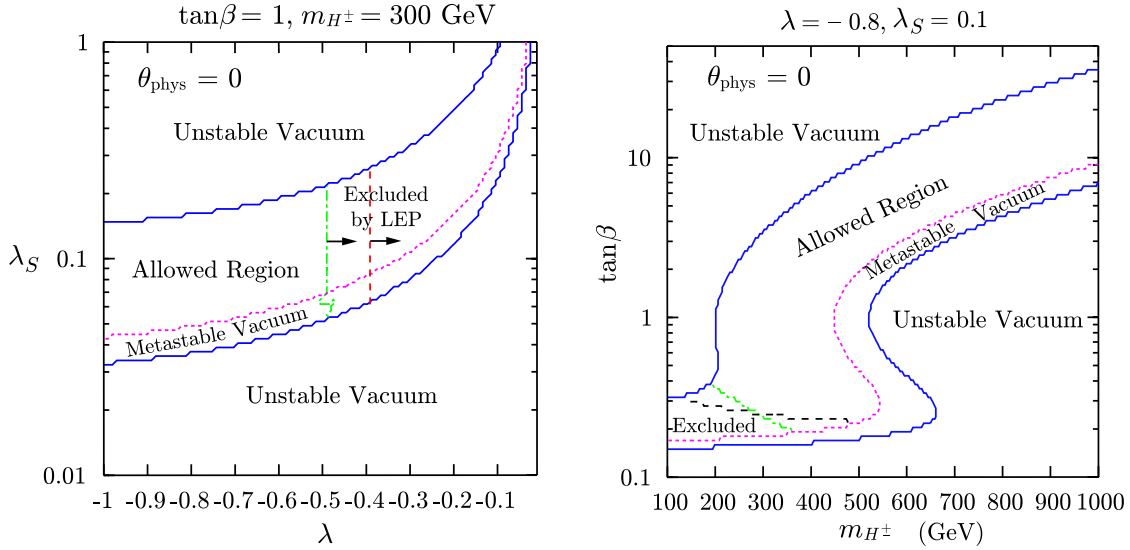 tanβ = 1, m_{H^±} = 300 GeV
θ_phys = 0
Unstable Vacuum
Excluded
by LEP
Allowed Region
Metastable Vacuum
Unstable Vacuum
1
0.1
0.01
λ_S
-1 -0.9 -0.8 -0.7 -0.6 -0.5 -0.4 -0.3 -0.2 -0.1
λ
λ = − 0.8, λ_S = 0.1
θ_phys = 0
Unstable Vacuum
Allowed Region
Metastable Vacuum
Unstable Vacuum
Excluded
10
1
0.1
tanβ
100 200 300 400 500 600 700 800 900 1000
m_{H^±} (GeV)